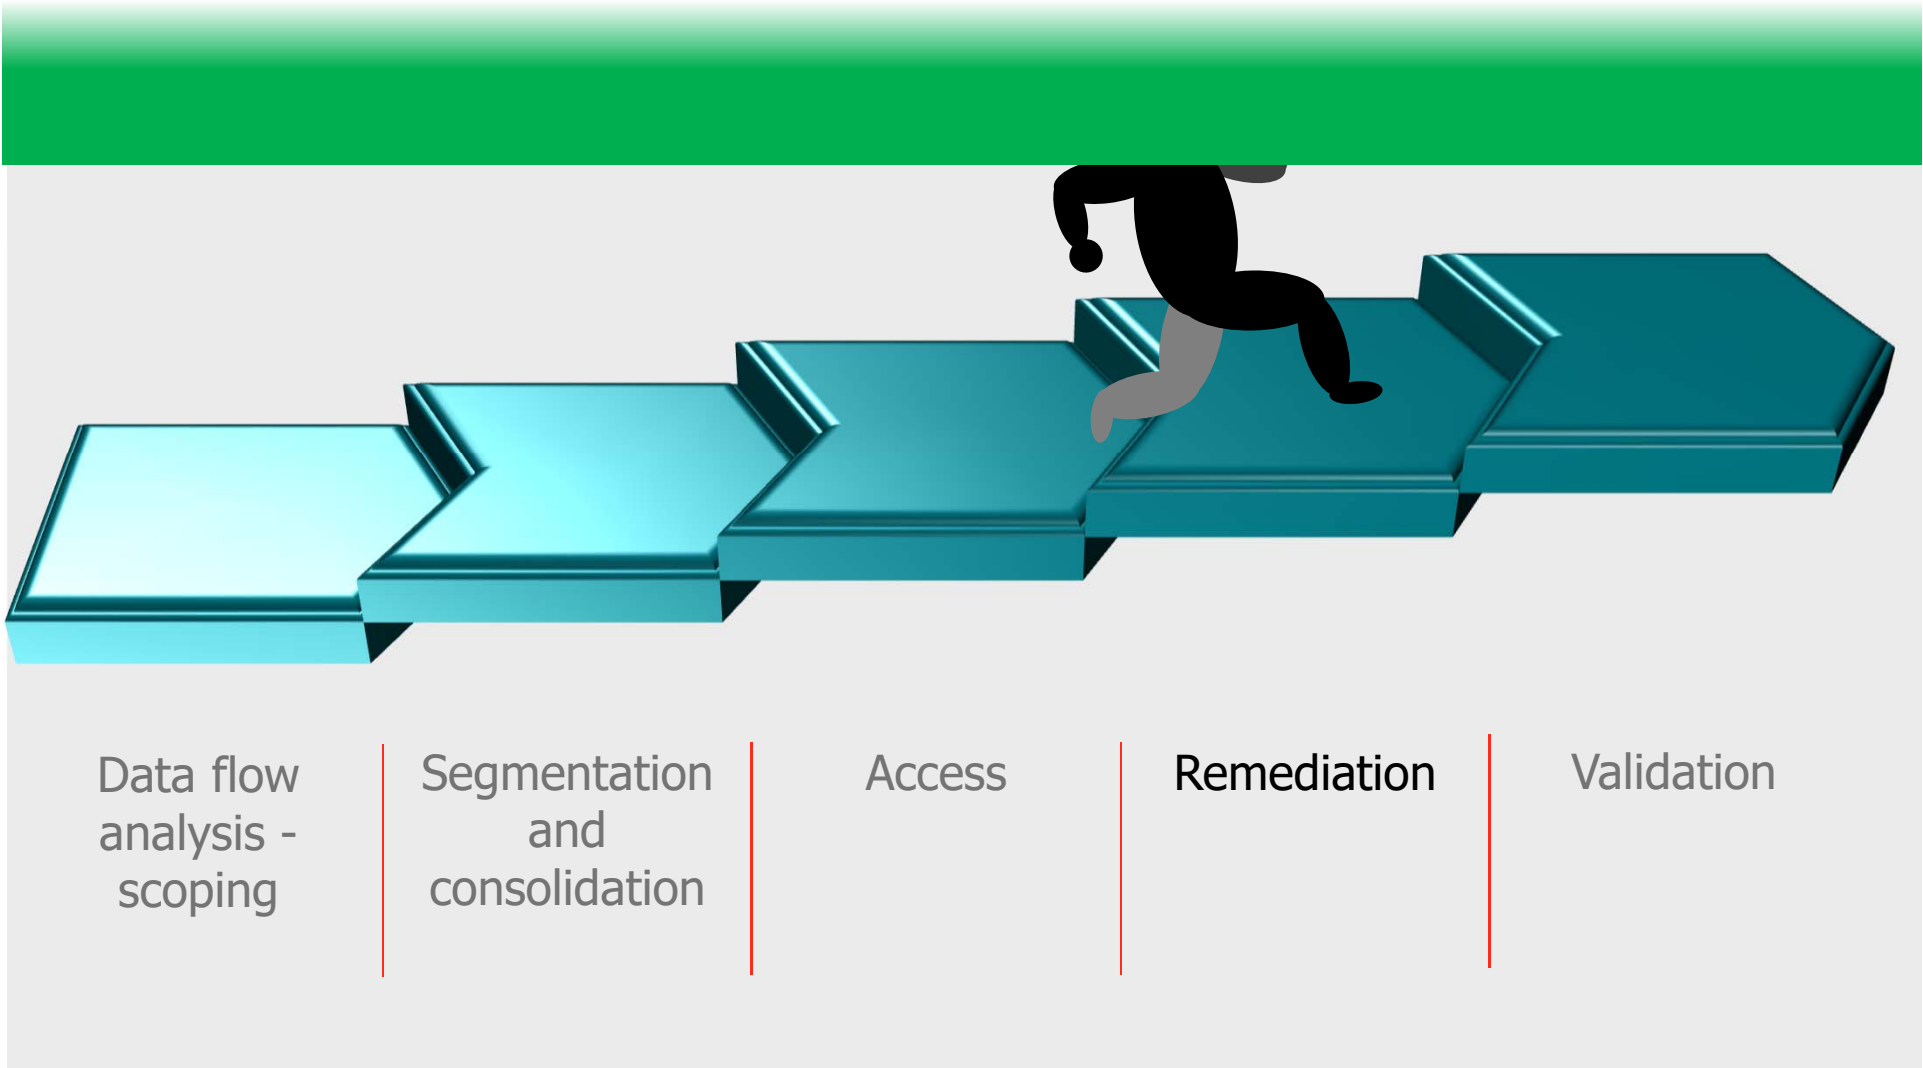 Data flow
analysis -
scoping
Segmentation
and
consolidation
Access
Remediation
Validation